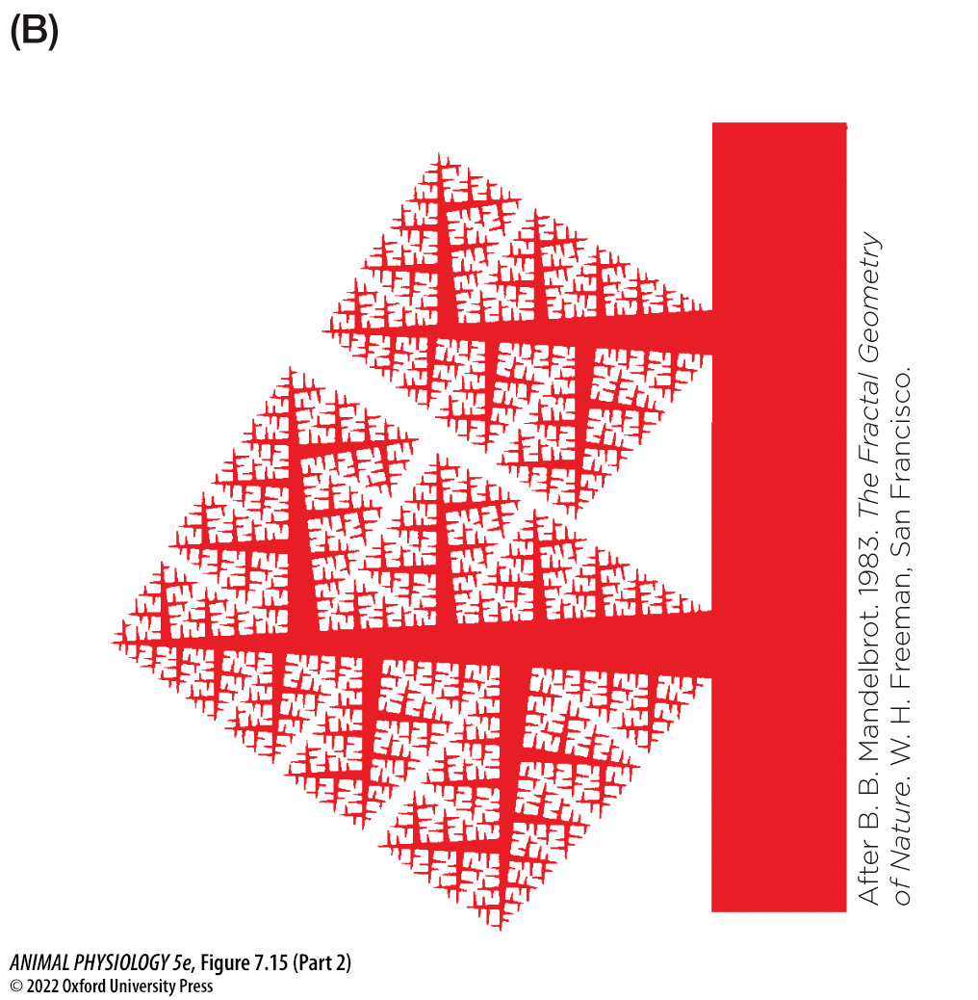 (B)
After B. B. Mandelbrot. 1983. The Fractal Geometry
of Nature. W. H. Freeman, San Francisco.
ANIMAL PHYSIOLOGY 5e, Figure 7.15 (Part 2)
© 2022 Oxford University Press